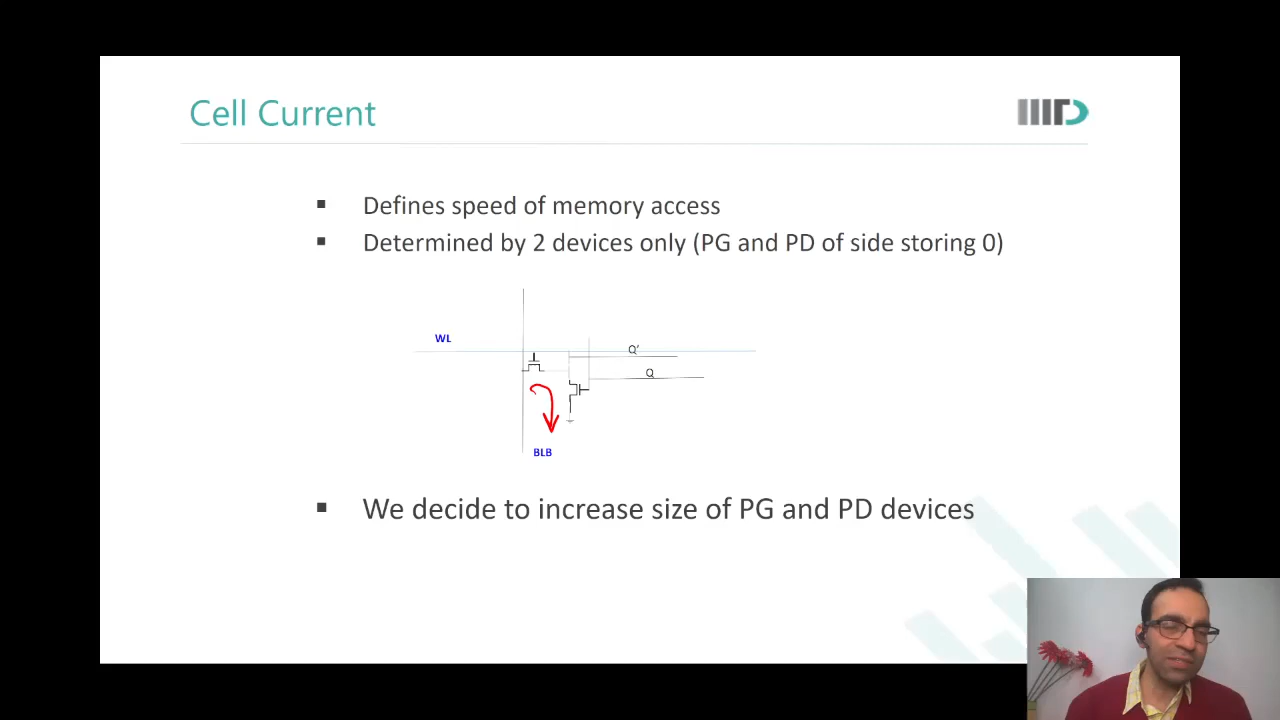 Cell Current
IIITD
▪ Defines speed of memory access
▪ Determined by 2 devices only (PG and PD of side storing 0)
WL
Q'
Q
BLB
▪ We decide to increase size of PG and PD devices